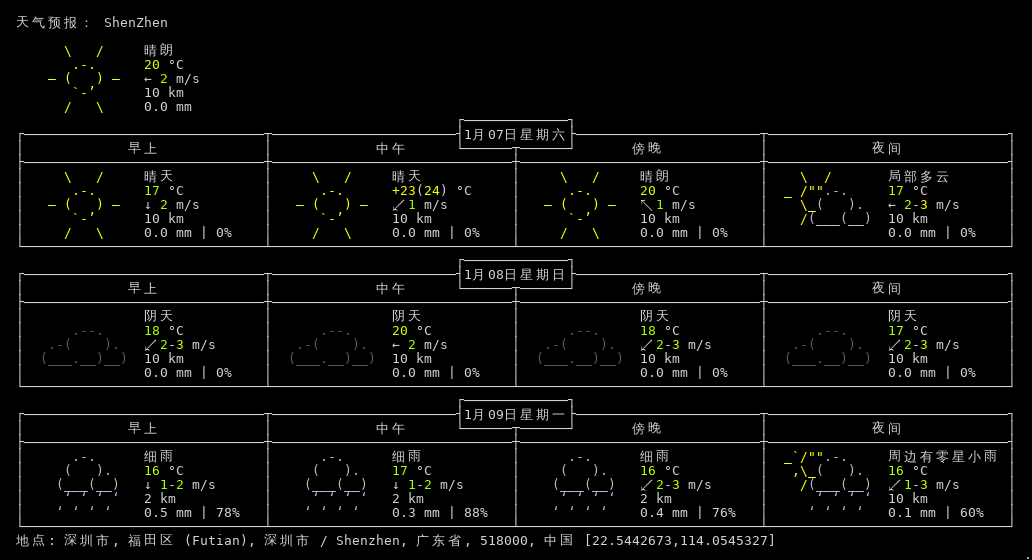 天气预报： ShenZhen
晴朗
20 °C
← 2 m/s
10 km
0.0 mm
1月07日星期六
早上 中午 傍晚 夜间
晴天 晴天 晴朗 局部多云
17 °C +23(24) °C 20 °C 17 °C
↓ 2 m/s ↙ 1 m/s ↖ 1 m/s ← 2-3 m/s
10 km 10 km 10 km 10 km
0.0 mm | 0% 0.0 mm | 0% 0.0 mm | 0% 0.0 mm | 0%
1月08日星期日
早上 中午 傍晚 夜间
阴天 阴天 阴天 阴天
18 °C 20 °C 18 °C 17 °C
↙ 2-3 m/s ← 2 m/s ↙ 2-3 m/s ↙ 2-3 m/s
10 km 10 km 10 km 10 km
0.0 mm | 0% 0.0 mm | 0% 0.0 mm | 0% 0.0 mm | 0%
1月09日星期一
早上 中午 傍晚 夜间
细雨 细雨 细雨 周边有零星小雨
16 °C 17 °C 16 °C 16 °C
↓ 1-2 m/s ↓ 1-2 m/s ↙ 2-3 m/s ↙ 1-3 m/s
2 km 2 km 2 km 10 km
0.5 mm | 78% 0.3 mm | 88% 0.4 mm | 76% 0.1 mm | 60%
地点: 深圳市, 福田区 (Futian), 深圳市 / Shenzhen, 广东省, 518000, 中国 [22.5442673,114.0545327]